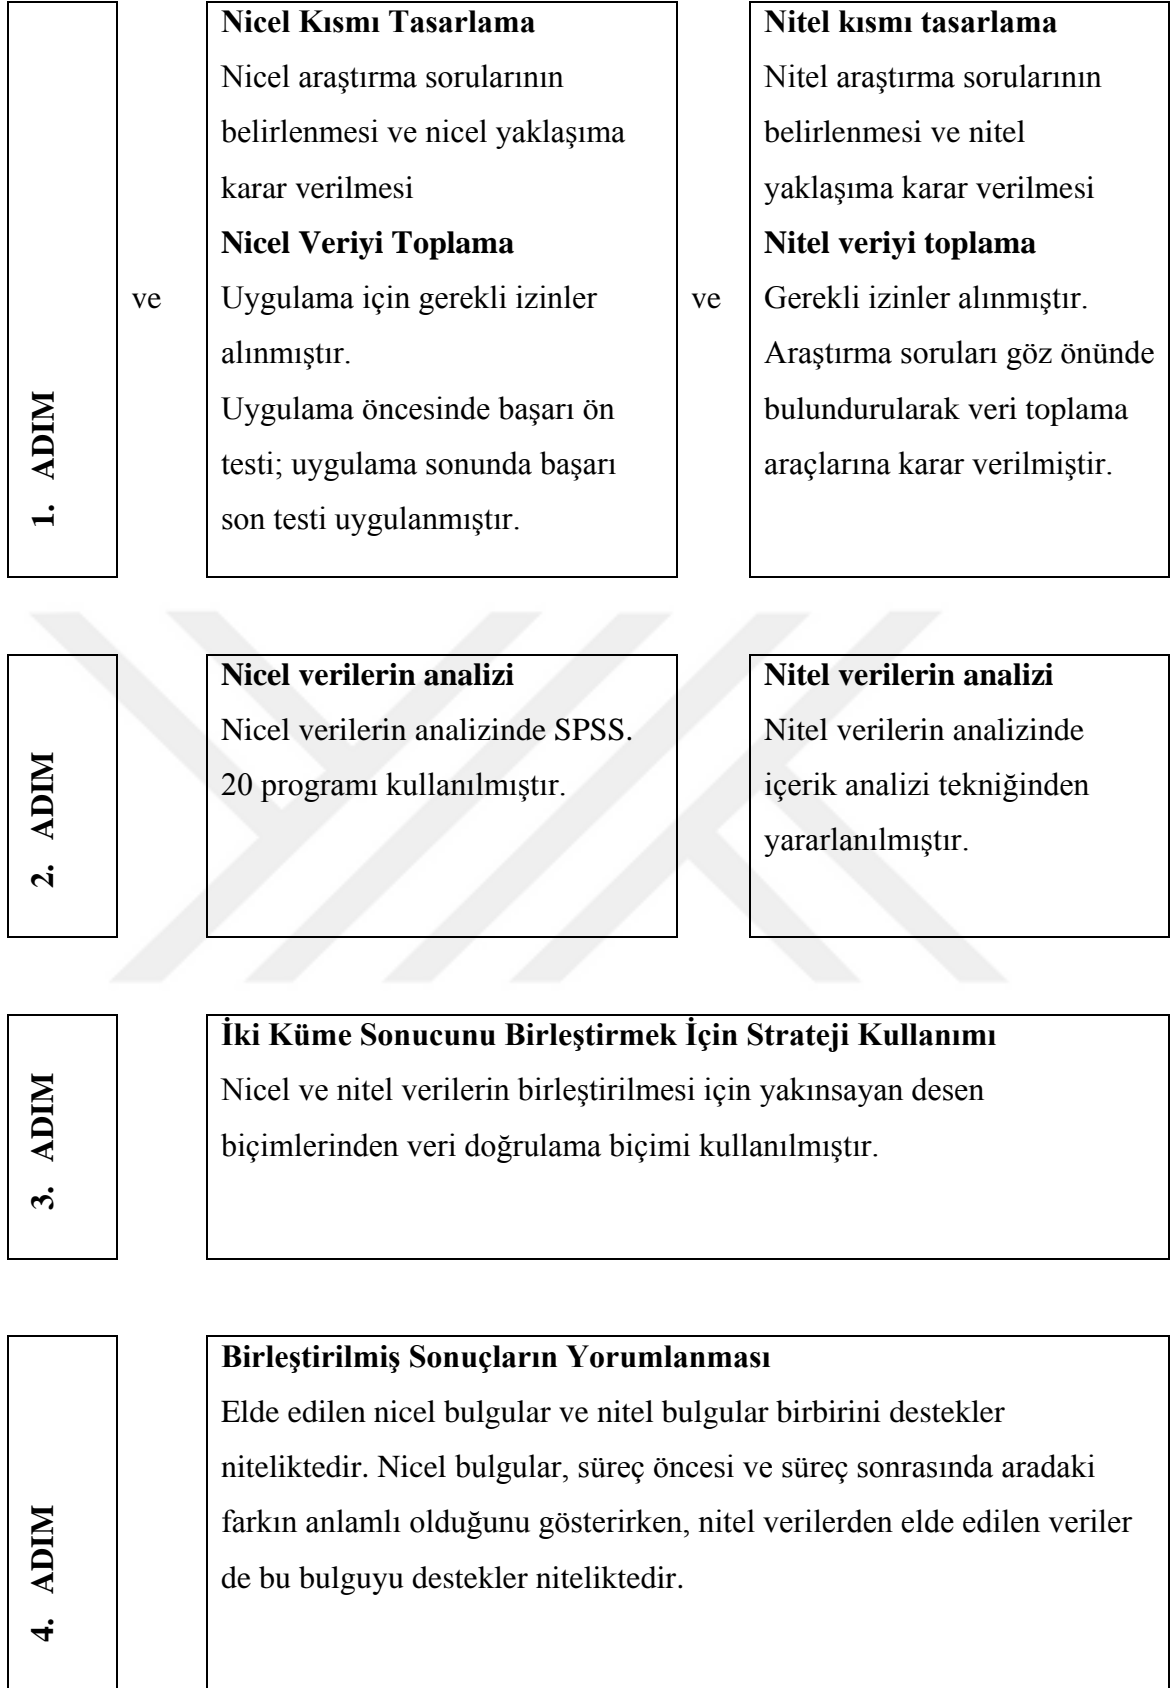 1. ADIM
ve
Nicel Kısmı Tasarlama
Nicel araştırma sorularının
belirlenmesi ve nicel yaklaşıma
karar verilmesi
Nicel Veriyi Toplama
Uygulama için gerekli izinler
alınmıştır.
Uygulama öncesinde başarı ön
testi; uygulama sonunda başarı
son testi uygulanmıştır.
ve
Nitel kısmı tasarlama
Nitel araştırma sorularının
belirlenmesi ve nitel
yaklaşıma karar verilmesi
Nitel veriyi toplama
Gerekli izinler alınmıştır.
Araştırma soruları göz önünde
bulundurularak veri toplama
araçlarına karar verilmiştir.
2. ADIM
Nicel verilerin analizi
Nicel verilerin analizinde SPSS.
20 programı kullanılmıştır.
Nitel verilerin analizi
Nitel verilerin analizinde
içerik analizi tekniğinden
yararlanılmıştır.
3. ADIM
İki Küme Sonucunu Birleştirmek İçin Strateji Kullanımı
Nicel ve nitel verilerin birleştirilmesi için yakınsayan desen
biçimlerinden veri doğrulama biçimi kullanılmıştır.
4. ADIM
Birleştirilmiş Sonuçların Yorumlanması
Elde edilen nicel bulgular ve nitel bulgular birbirini destekler
niteliktedir. Nicel bulgular, süreç öncesi ve süreç sonrasında aradaki
farkın anlamlı olduğunu gösterirken, nitel verilerden elde edilen veriler
de bu bulguyu destekler niteliktedir.